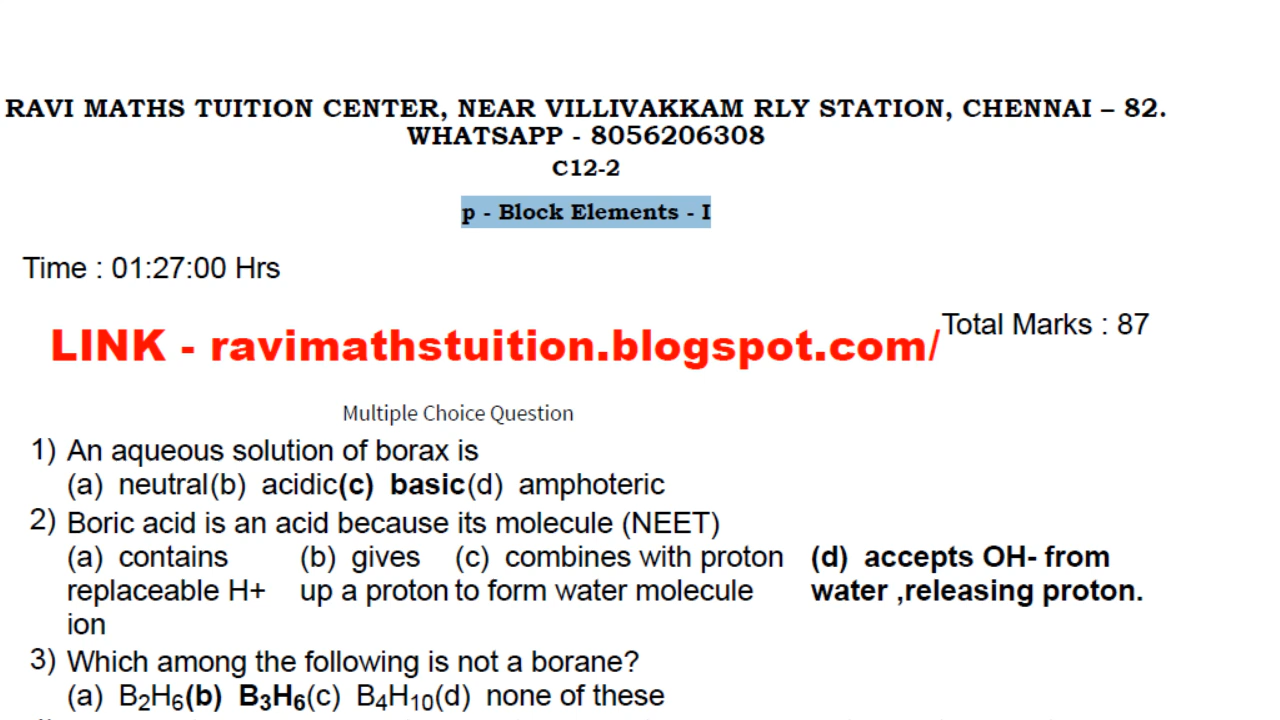 RAVI MATHS TUITION CENTER, NEAR VILLIVAKKAM RLY STATION, CHENNAI – 82.
WHATSAPP - 8056206308
C12-2
p - Block Elements - I
Time : 01:27:00 Hrs
Total Marks : 87
LINK - ravimathstuition.blogspot.com/
Multiple Choice Question
1) An aqueous solution of borax is
(a) neutral(b) acidic(c) basic(d) amphoteric
2) Boric acid is an acid because its molecule (NEET)
(a) contains (b) gives (c) combines with proton (d) accepts OH- from
replaceable H+ up a proton to form water molecule water ,releasing proton.
ion
3) Which among the following is not a borane?
(a) B₂H₆(b) B₃H₆(c) B₄H₁₀(d) none of these